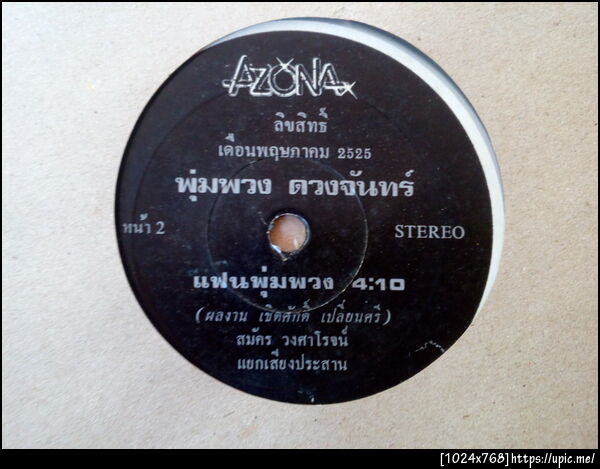 AZONA
ลิขสิทธิ์
เดือนพฤษภาคม 2525
พุ่มพวง ดวงจันทร์
หน้า 2
STEREO
แฟนพุ่มพวง 4:10
(ผลงาน เชิดศักดิ์ เปลี่ยนศรี)
สมัคร วงศาโรจน์
แยกเสียงประสาน
[1024x768]https://upic.me/